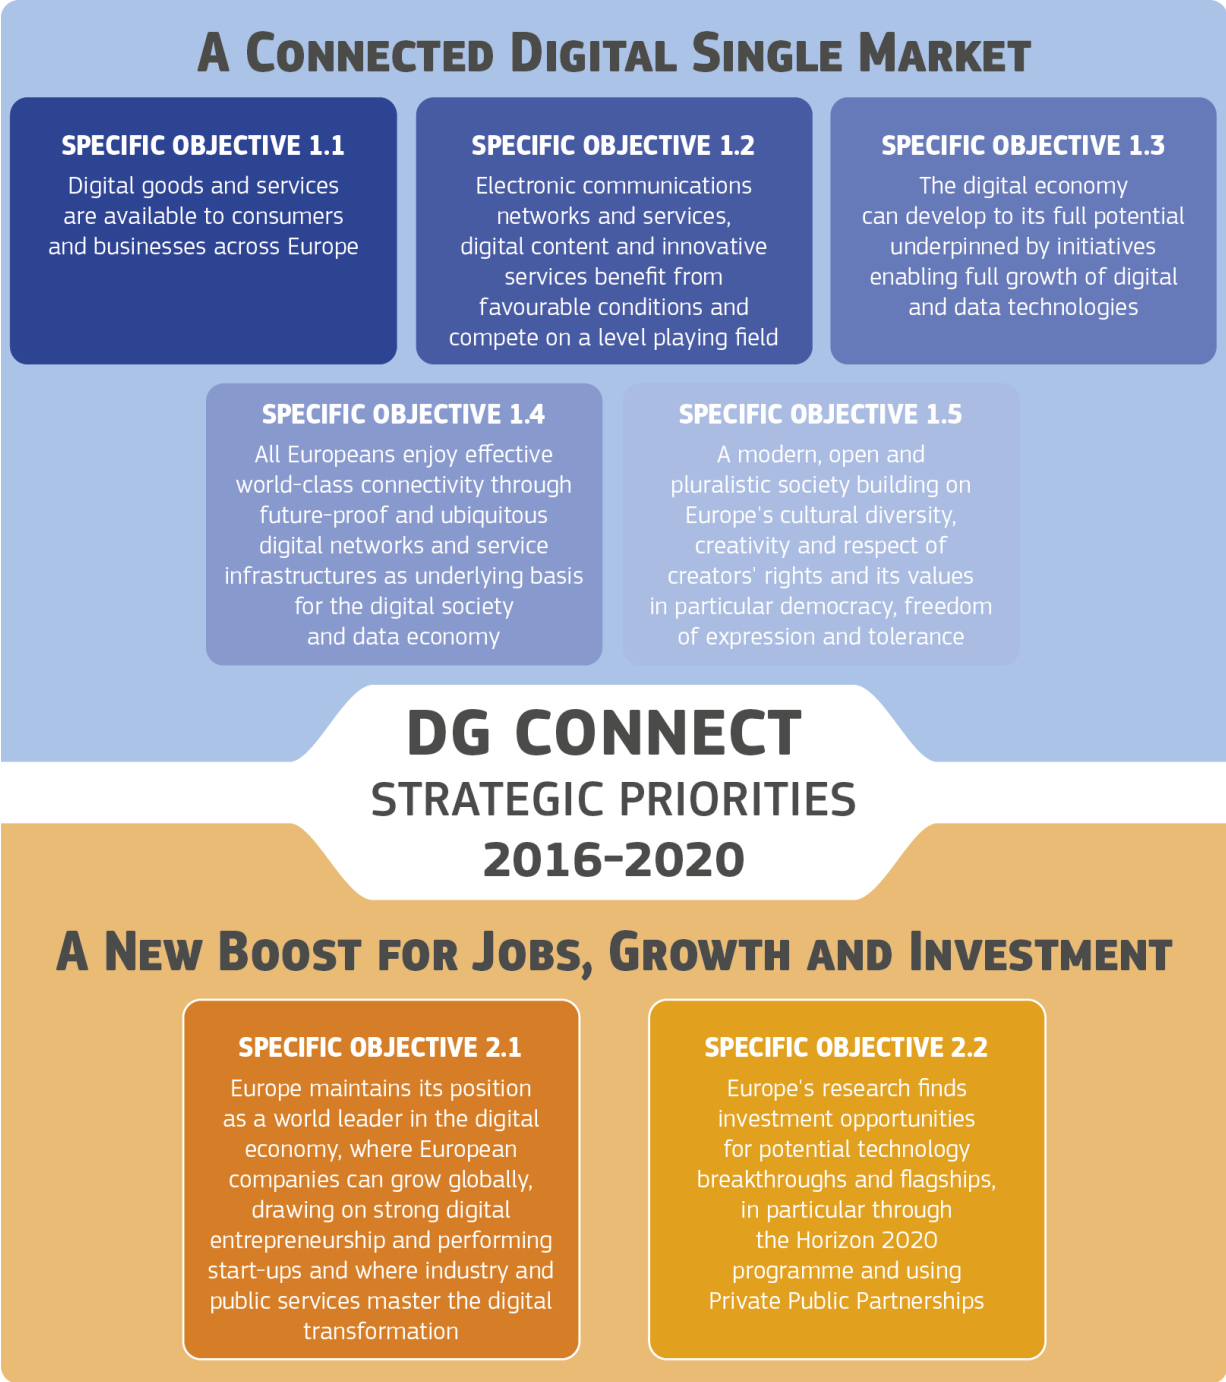 A Connected Digital Single Market
SPECIFIC OBJECTIVE 1.1
Digital goods and services
are available to consumers
and businesses across Europe
SPECIFIC OBJECTIVE 1.2
Electronic communications
networks and services,
digital content and innovative
services benefit from
favourable conditions and
compete on a level playing field
SPECIFIC OBJECTIVE 1.3
The digital economy
can develop to its full potential
underpinned by initiatives
enabling full growth of digital
and data technologies
SPECIFIC OBJECTIVE 1.4
All Europeans enjoy effective
world-class connectivity through
future-proof and ubiquitous
digital networks and service
infrastructures as underlying basis
for the digital society
and data economy
SPECIFIC OBJECTIVE 1.5
A modern, open and
pluralistic society building on
Europe's cultural diversity,
creativity and respect of
creators' rights and its values
in particular democracy, freedom
of expression and tolerance
DG CONNECT
STRATEGIC PRIORITIES
2016-2020
A New Boost for Jobs, Growth and Investment
SPECIFIC OBJECTIVE 2.1
Europe maintains its position
as a world leader in the digital
economy, where European
companies can grow globally,
drawing on strong digital
entrepreneurship and performing
start-ups and where industry and
public services master the digital
transformation
SPECIFIC OBJECTIVE 2.2
Europe's research finds
investment opportunities
for potential technology
breakthroughs and flagships,
in particular through
the Horizon 2020
programme and using
Private Public Partnerships